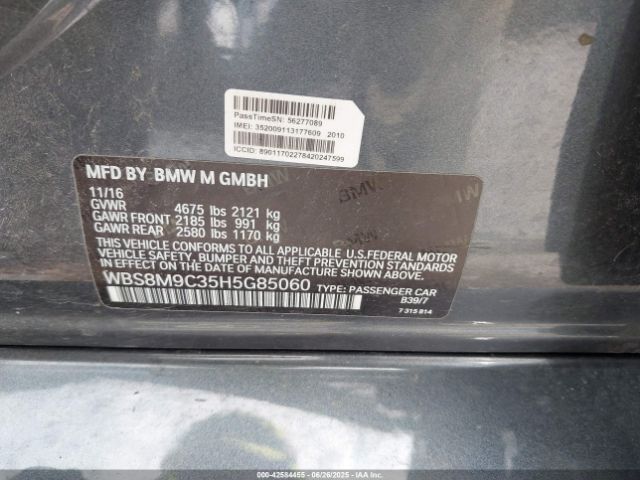 PassTimeSN: 56277089
IMEI: 352009113177609 2010
ICCID: 89011702278420247599
MFD BY BMW M GMBH
11/16
GVWR 4675 lbs 2121 kg
GAWR FRONT 2185 lbs 991 kg
GAWR REAR 2580 lbs 1170 kg
THIS VEHICLE CONFORMS TO ALL APPLICABLE U.S.FEDERAL MOTOR
VEHICLE SAFETY, BUMPER AND THEFT PREVENTION STANDARDS
IN EFFECT ON THE DATE OF MANUFACTURE SHOWN ABOVE.
WBS8M9C35H5G85060 TYPE: PASSENGER CAR
B39/7
7 315 814
000-42584455 - 06/26/2025 - IAAI.COM